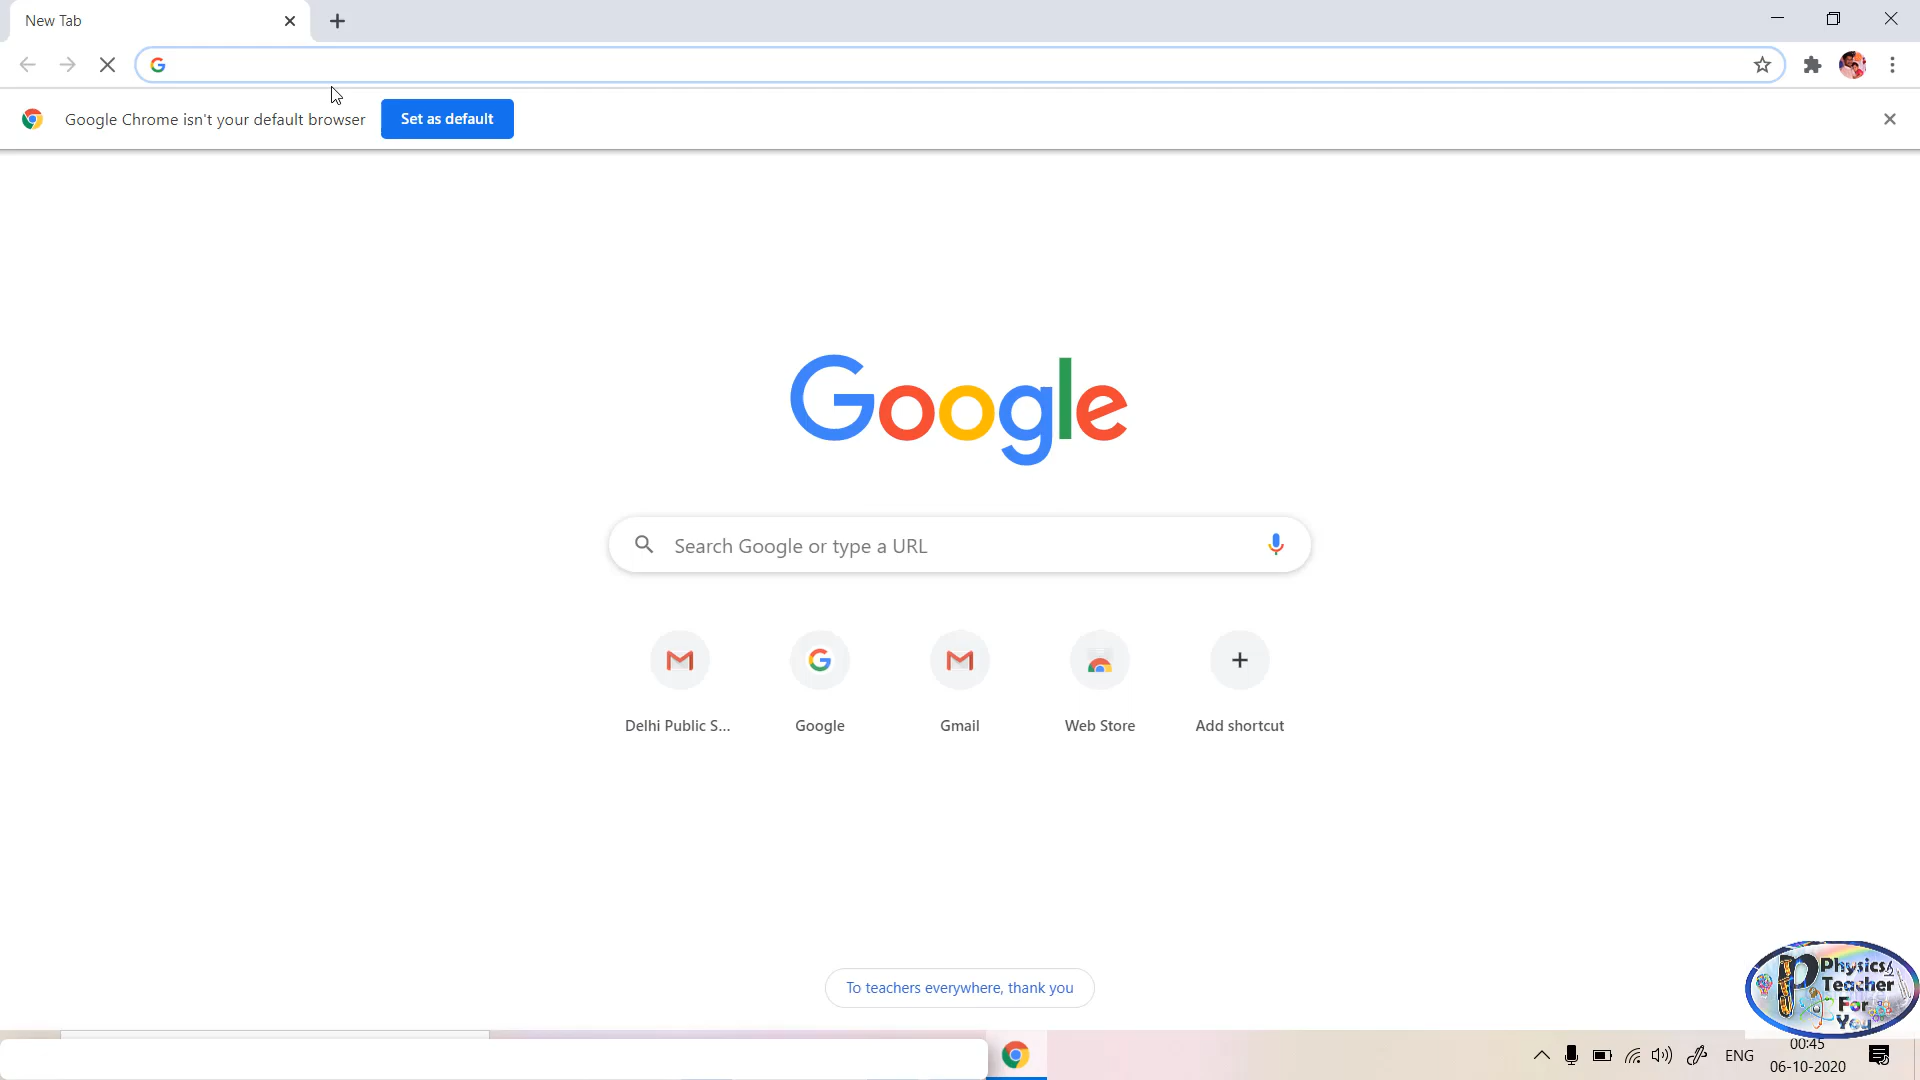 New Tab
Google Chrome isn't your default browser
Set as default
Google
Search Google or type a URL
Delhi Public S...
Google
Gmail
Web Store
Add shortcut
To teachers everywhere, thank you
Physics
Teacher
For
You
ENG
00:45
06-10-2020